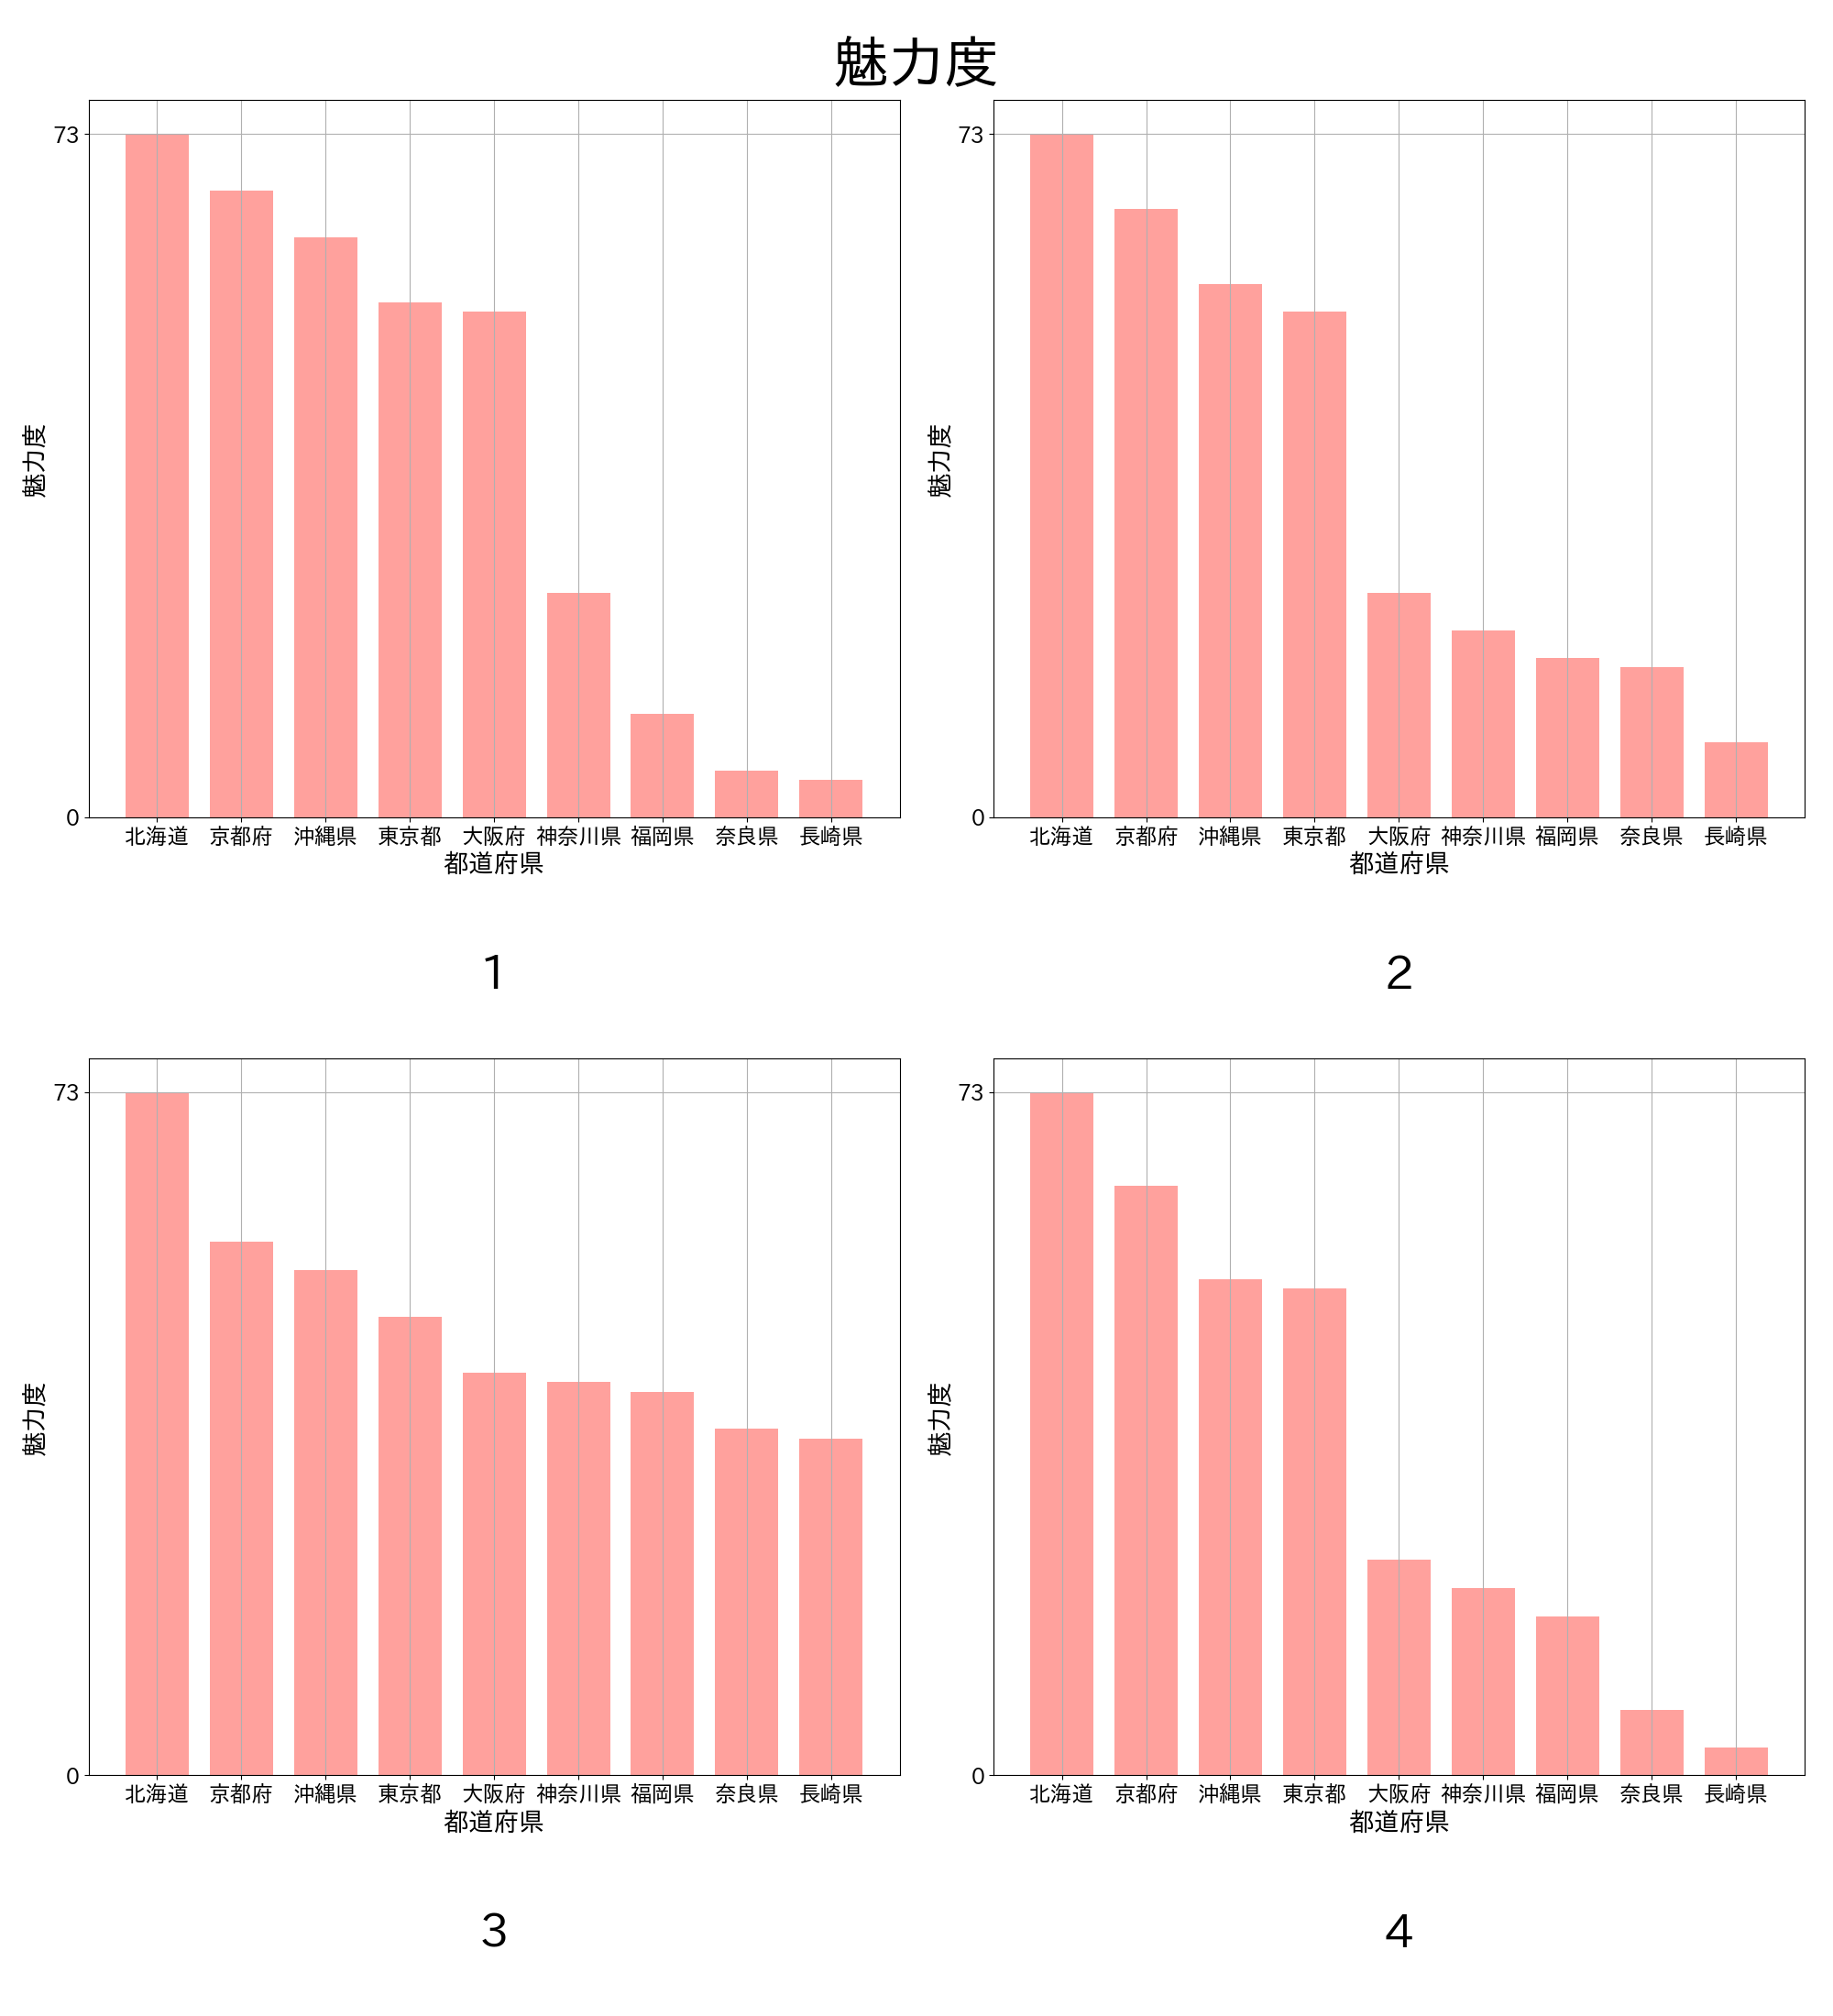 魅力度
73
魅力度
0
北海道 京都府 沖縄県 東京都 大阪府 神奈川県 福岡県 奈良県 長崎県
都道府県
1
73
魅力度
0
北海道 京都府 沖縄県 東京都 大阪府 神奈川県 福岡県 奈良県 長崎県
都道府県
2
73
魅力度
0
北海道 京都府 沖縄県 東京都 大阪府 神奈川県 福岡県 奈良県 長崎県
都道府県
3
73
魅力度
0
北海道 京都府 沖縄県 東京都 大阪府 神奈川県 福岡県 奈良県 長崎県
都道府県
4